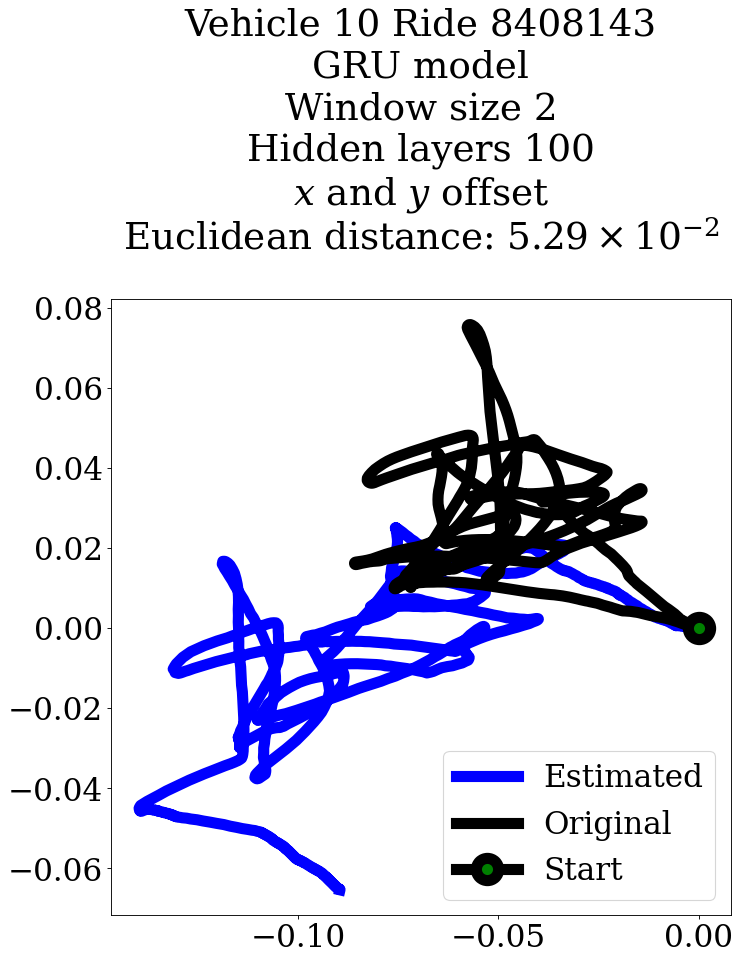 Vehicle 10 Ride 8408143
GRU model
Window size 2
Hidden layers 100
x and y offset
Euclidean distance: 5.29 × 10⁻²
0.08
0.06
0.04
0.02
0.00
−0.02
−0.04
−0.06
Estimated
Original
Start
−0.10
−0.05
0.00